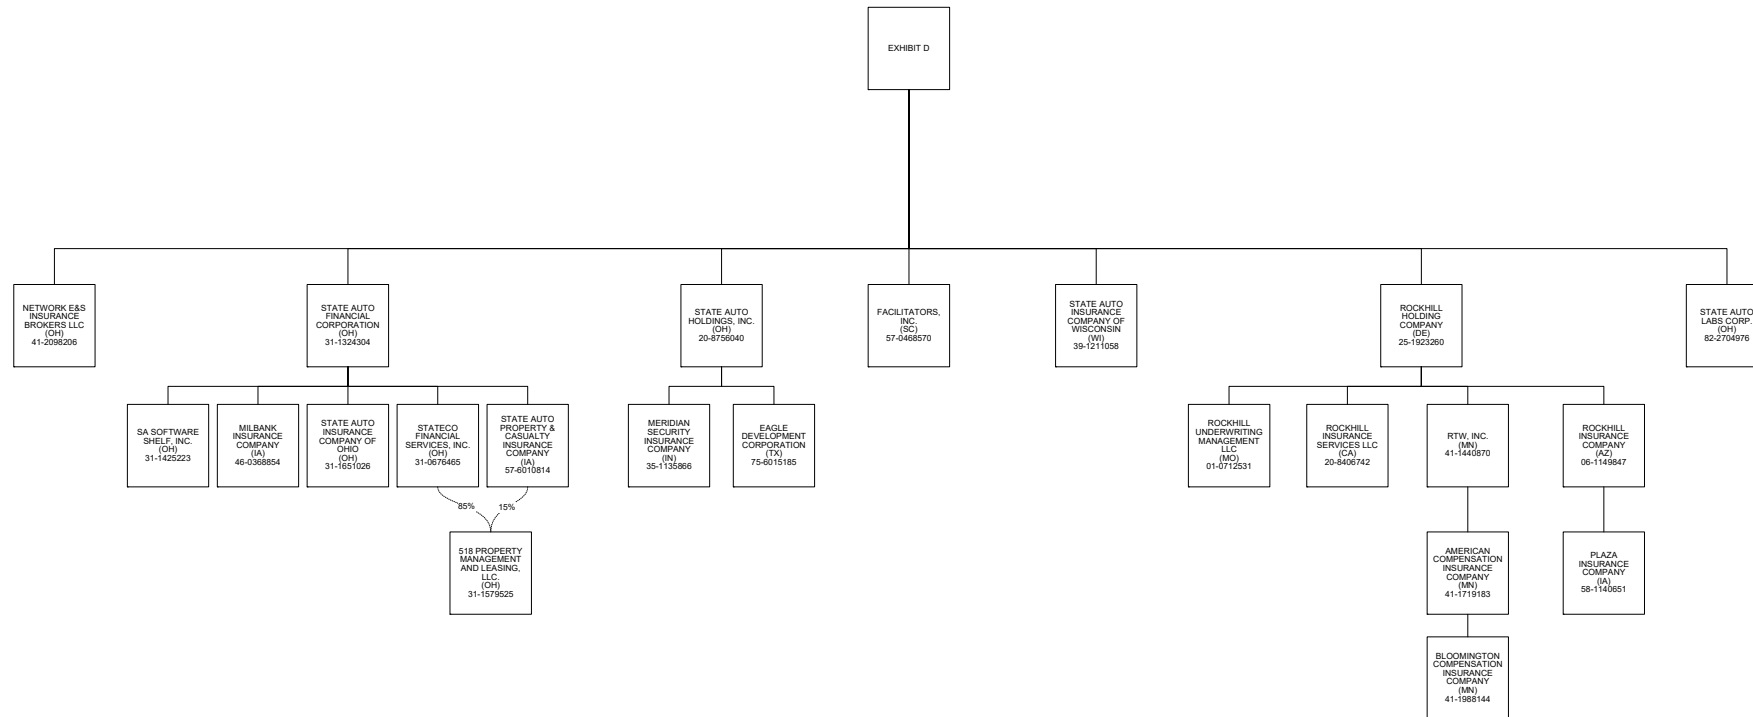 EXHIBIT D
NETWORK E&S
INSURANCE
BROKERS LLC
(OH)
41-2098206
STATE AUTO
FINANCIAL
CORPORATION
(OH)
31-1324304
STATE AUTO
HOLDINGS, INC.
(OH)
20-8756040
FACILITATORS,
INC.
(SC)
57-0468570
STATE AUTO
INSURANCE
COMPANY OF
WISCONSIN
(WI)
39-1211058
ROCKHILL
HOLDING
COMPANY
(DE)
25-1923260
STATE AUTO
LABS CORP.
(OH)
82-2704976
SA SOFTWARE
SHELF, INC.
(OH)
31-1425223
MILBANK
INSURANCE
COMPANY
(IA)
46-0368854
STATE AUTO
INSURANCE
COMPANY OF
OHIO
(OH)
31-1651026
STATECO
FINANCIAL
SERVICES, INC.
(OH)
31-0676465
STATE AUTO
PROPERTY &
CASUALTY
INSURANCE
COMPANY
(IA)
57-6010814
MERIDIAN
SECURITY
INSURANCE
COMPANY
(IN)
35-1135866
EAGLE
DEVELOPMENT
CORPORATION
(TX)
75-6015185
ROCKHILL
UNDERWRITING
MANAGEMENT
LLC
(MO)
01-0712531
ROCKHILL
INSURANCE
SERVICES LLC
(CA)
20-8406742
RTW, INC.
(MN)
41-1440870
ROCKHILL
INSURANCE
COMPANY
(AZ)
06-1149847
85%
15%
518 PROPERTY
MANAGEMENT
AND LEASING,
LLC.
(OH)
31-1579525
AMERICAN
COMPENSATION
INSURANCE
COMPANY
(MN)
41-1719183
PLAZA
INSURANCE
COMPANY
(IA)
58-1140651
BLOOMINGTON
COMPENSATION
INSURANCE
COMPANY
(MN)
41-1988144